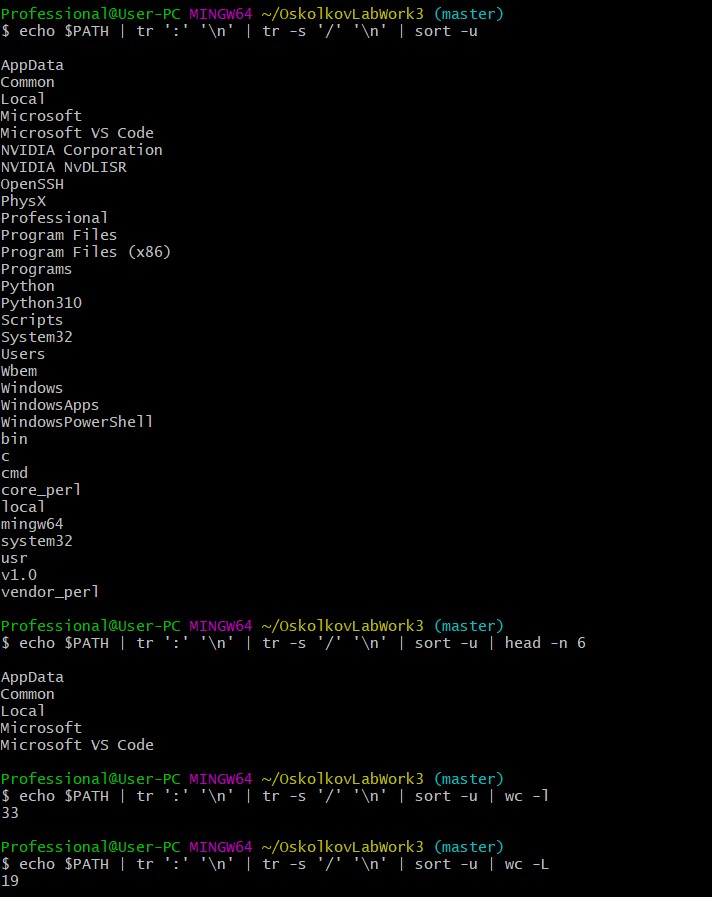 Professional@User-PC MINGW64 ~/OskolkovLabWork3 (master)
$ echo $PATH | tr ':' '\n' | tr -s '/' '\n' | sort -u

AppData
Common
Local
Microsoft
Microsoft VS Code
NVIDIA Corporation
NVIDIA NvDLISR
OpenSSH
PhysX
Professional
Program Files
Program Files (x86)
Programs
Python
Python310
Scripts
System32
Users
Wbem
Windows
WindowsApps
WindowsPowerShell
bin
c
cmd
core_perl
local
mingw64
system32
usr
v1.0
vendor_perl

Professional@User-PC MINGW64 ~/OskolkovLabWork3 (master)
$ echo $PATH | tr ':' '\n' | tr -s '/' '\n' | sort -u | head -n 6

AppData
Common
Local
Microsoft
Microsoft VS Code

Professional@User-PC MINGW64 ~/OskolkovLabWork3 (master)
$ echo $PATH | tr ':' '\n' | tr -s '/' '\n' | sort -u | wc -l
33

Professional@User-PC MINGW64 ~/OskolkovLabWork3 (master)
$ echo $PATH | tr ':' '\n' | tr -s '/' '\n' | sort -u | wc -L
19